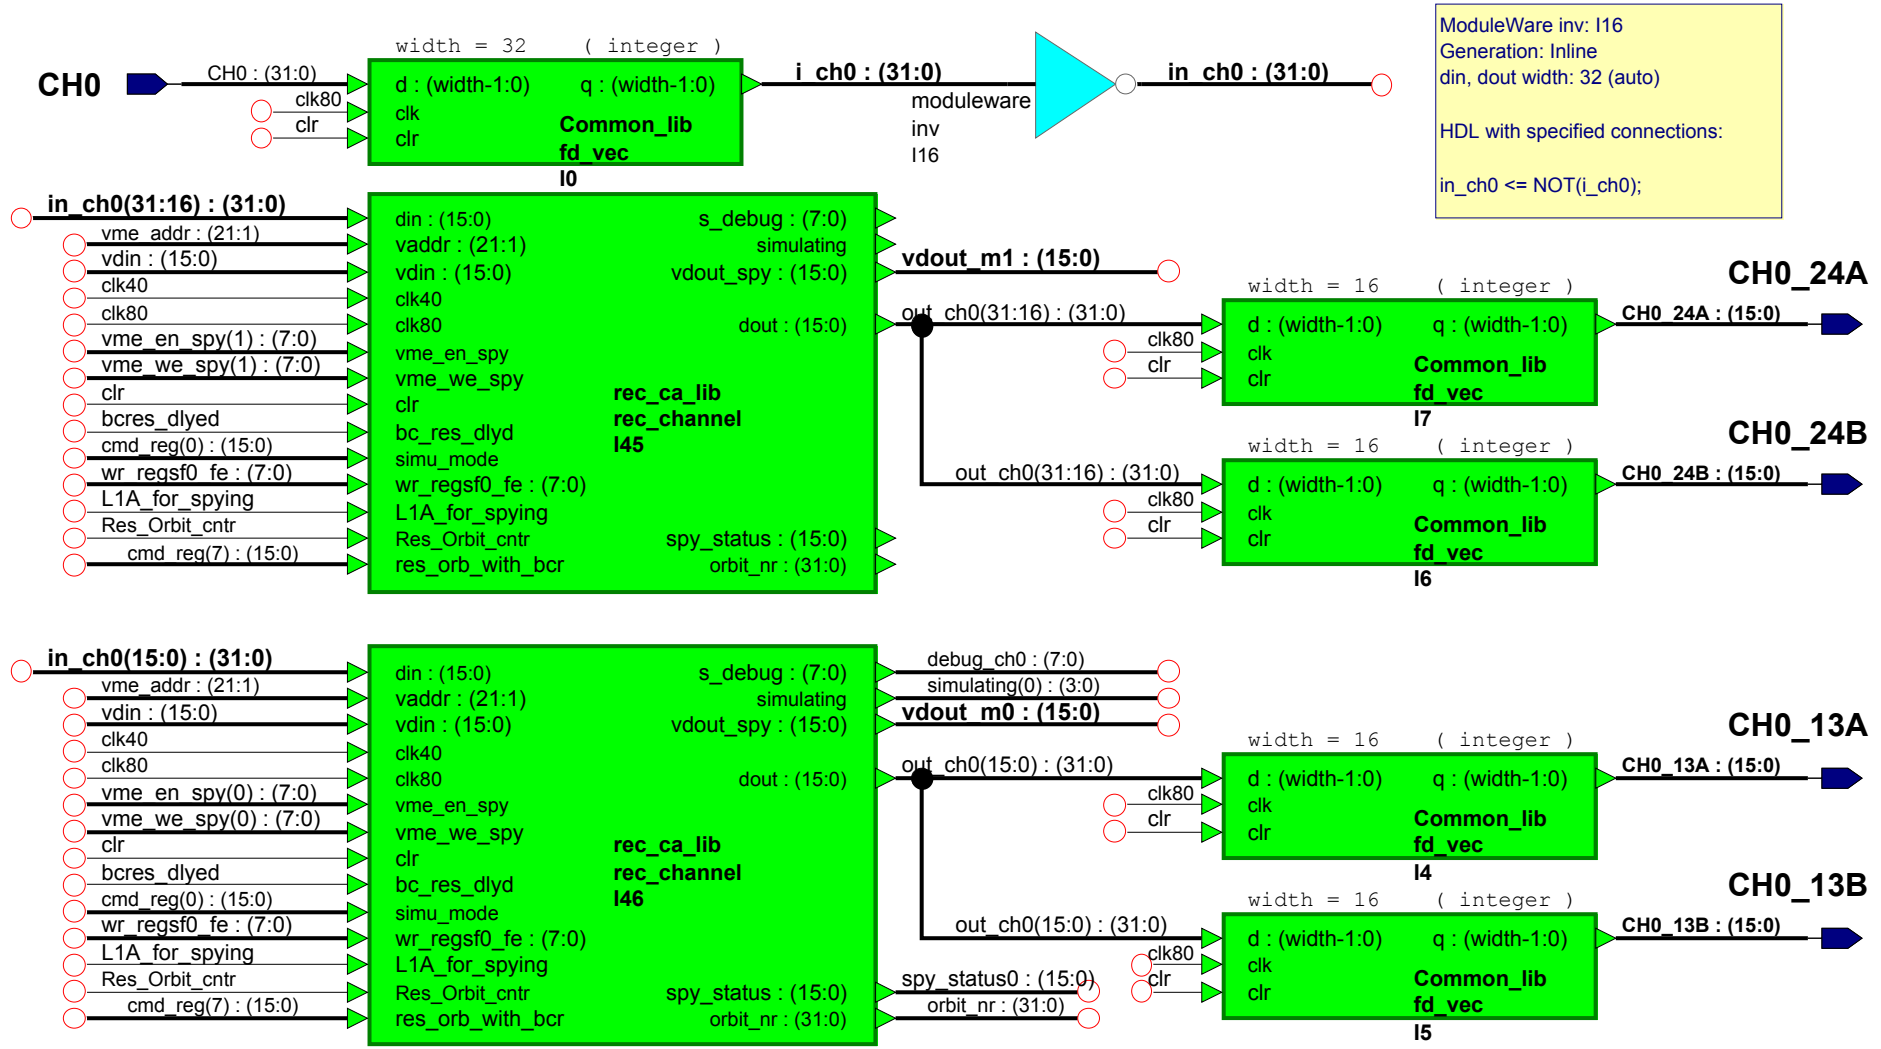 width = 32 ( integer )
CH0
CH0 : (31:0)
clk80
clr
d : (width-1:0) q : (width-1:0)
clk
clr
Common_lib
fd_vec
I0
i_ch0 : (31:0)
moduleware
inv
I16
in_ch0 : (31:0)
ModuleWare inv: I16
Generation: Inline
din, dout width: 32 (auto)
HDL with specified connections:
in_ch0 <= NOT(i_ch0);
in_ch0(31:16) : (31:0)
vme_addr : (21:1)
vdin : (15:0)
clk40
clk80
vme_en_spy(1) : (7:0)
vme_we_spy(1) : (7:0)
clr
bcres_dlyed
cmd_reg(0) : (15:0)
wr_regsf0_fe : (7:0)
L1A_for_spying
Res_Orbit_cntr
cmd_reg(7) : (15:0)
din : (15:0)
vaddr : (21:1)
vdin : (15:0)
clk40
clk80
vme_en_spy
vme_we_spy
clr
bc_res_dlyd
simu_mode
wr_regsf0_fe : (7:0)
L1A_for_spying
Res_Orbit_cntr
res_orb_with_bcr
rec_ca_lib
rec_channel
I45
s_debug : (7:0)
simulating
vdout_spy : (15:0)
dout : (15:0)
spy_status : (15:0)
orbit_nr : (31:0)
vdout_m1 : (15:0)
out_ch0(31:16) : (31:0)
width = 16 ( integer )
clk80
clr
d : (width-1:0) q : (width-1:0)
clk
clr
Common_lib
fd_vec
I7
CH0_24A
CH0_24A : (15:0)
out_ch0(31:16) : (31:0)
width = 16 ( integer )
clk80
clr
d : (width-1:0) q : (width-1:0)
clk
clr
Common_lib
fd_vec
I6
CH0_24B
CH0_24B : (15:0)
in_ch0(15:0) : (31:0)
vme_addr : (21:1)
vdin : (15:0)
clk40
clk80
vme_en_spy(0) : (7:0)
vme_we_spy(0) : (7:0)
clr
bcres_dlyed
cmd_reg(0) : (15:0)
wr_regsf0_fe : (7:0)
L1A_for_spying
Res_Orbit_cntr
cmd_reg(7) : (15:0)
din : (15:0)
vaddr : (21:1)
vdin : (15:0)
clk40
clk80
vme_en_spy
vme_we_spy
clr
bc_res_dlyd
simu_mode
wr_regsf0_fe : (7:0)
L1A_for_spying
Res_Orbit_cntr
res_orb_with_bcr
rec_ca_lib
rec_channel
I46
s_debug : (7:0)
simulating
vdout_spy : (15:0)
dout : (15:0)
spy_status : (15:0)
orbit_nr : (31:0)
debug_ch0 : (7:0)
simulating(0) : (3:0)
vdout_m0 : (15:0)
out_ch0(15:0) : (31:0)
width = 16 ( integer )
clk80
clr
d : (width-1:0) q : (width-1:0)
clk
clr
Common_lib
fd_vec
I4
CH0_13A
CH0_13A : (15:0)
out_ch0(15:0) : (31:0)
width = 16 ( integer )
clk80
clr
d : (width-1:0) q : (width-1:0)
clk
clr
Common_lib
fd_vec
I5
CH0_13B
CH0_13B : (15:0)
spy_status0 : (15:0)
orbit_nr : (31:0)